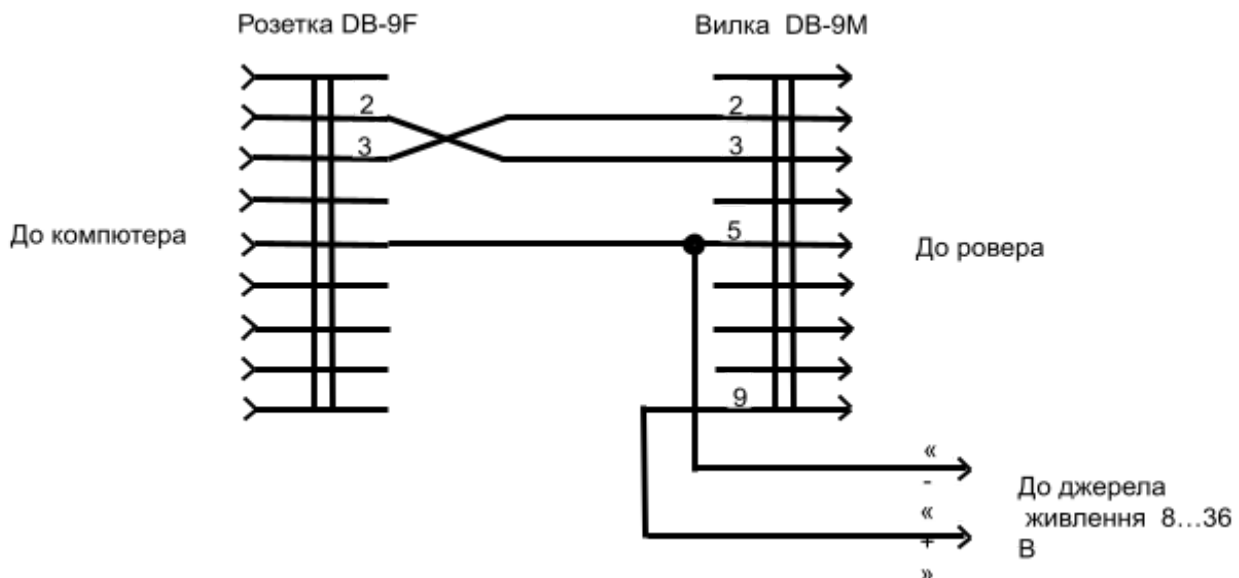 Розетка DB-9F
Вилка DB-9M
2
2
3
3
До компютера
5
До ровера
9
«
-
«
+
»
До джерела
живлення 8...36
В